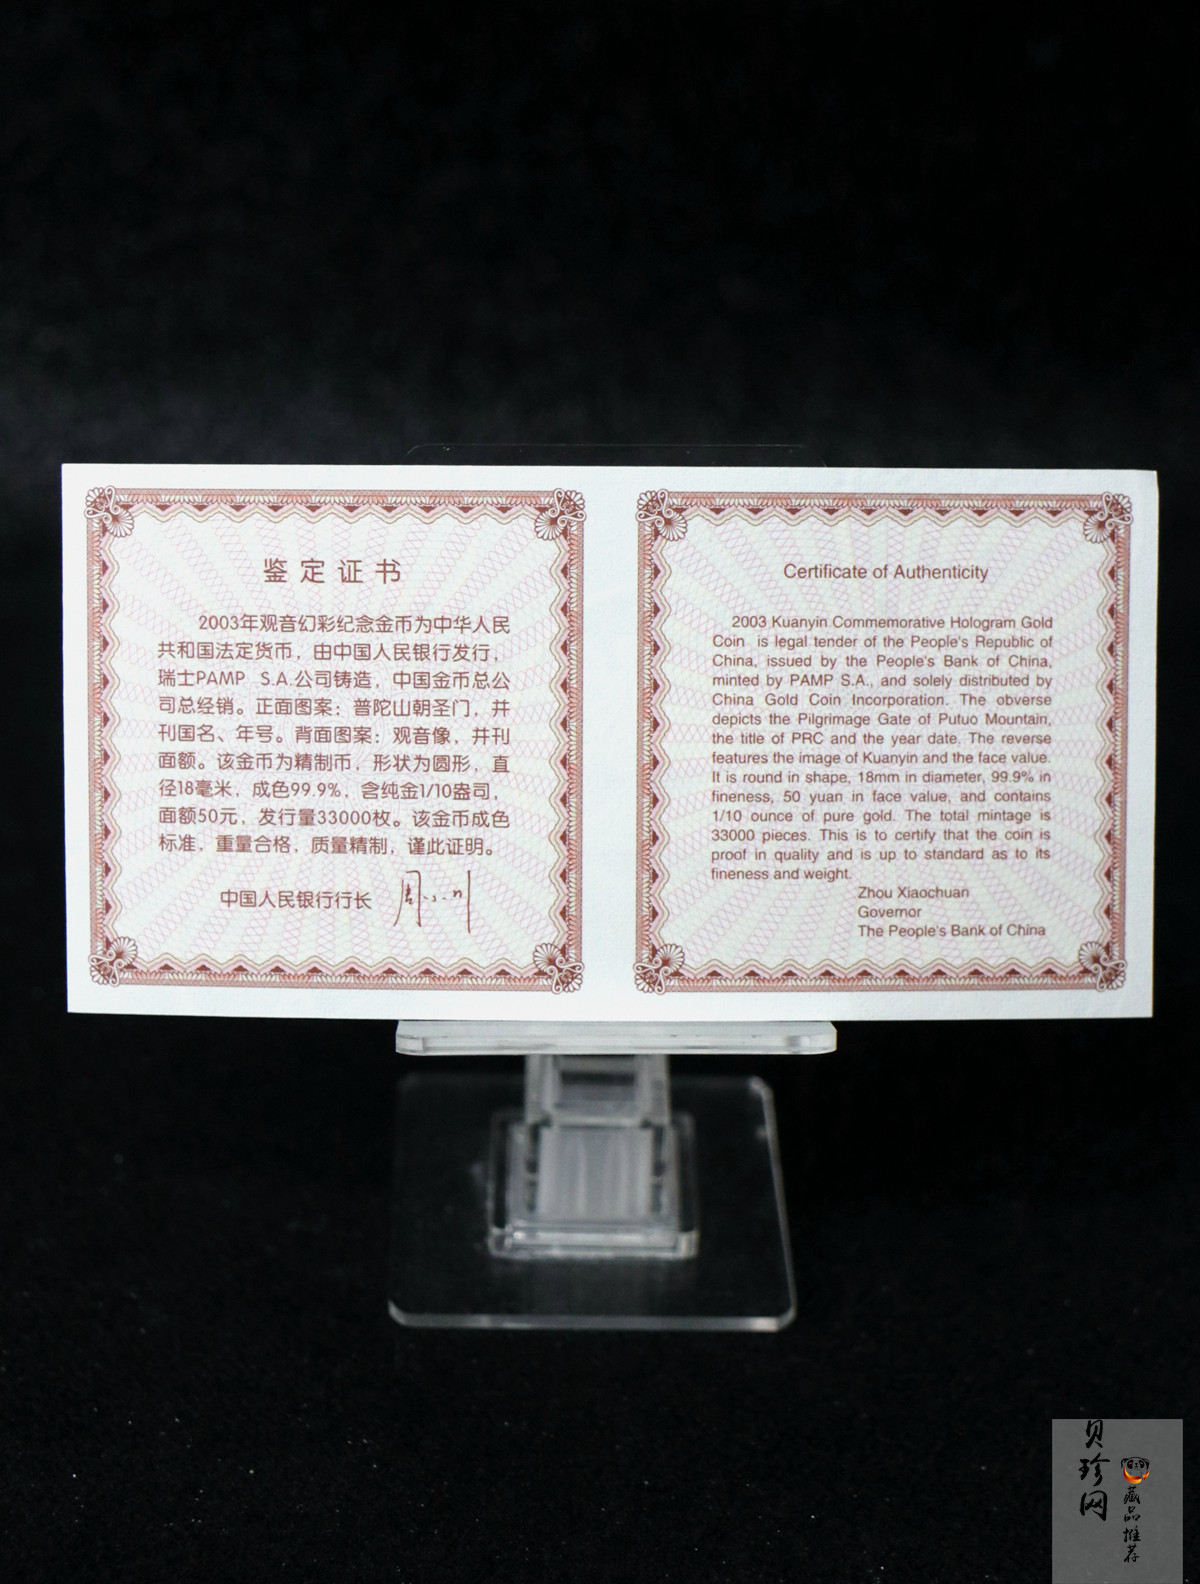 鉴定证书
2003年观音幻彩纪念金币为中华人民
共和国法定货币，由中国人民银行发行，
瑞士PAMP S.A.公司铸造，中国金币总公
司总经销。正面图案：普陀山朝圣门，并
刊国名、年号。背面图案：观音像，并刊
面额。该金币为精制币，形状为圆形，直
径18毫米，成色99.9%，含纯金1/10盎司，
面额50元，发行量33000枚。该金币成色
标准，重量合格，质量精制，谨此证明。
中国人民银行行长 周小川
Certificate of Authenticity
2003 Kuanyin Commemorative Hologram Gold
Coin is legal tender of the People's Republic of
China, issued by the People's Bank of China,
minted by PAMP S.A., and solely distributed by
China Gold Coin Incorporation. The obverse
depicts the Pilgrimage Gate of Putuo Mountain,
the title of PRC and the year date. The reverse
features the image of Kuanyin and the face value.
It is round in shape, 18mm in diameter, 99.9% in
fineness, 50 yuan in face value, and contains
1/10 ounce of pure gold. The total mintage is
33000 pieces. This is to certify that the coin is
proof in quality and is up to standard as to its
fineness and weight.
Zhou Xiaochuan
Governor
The People's Bank of China
贝珍网
藏品推荐